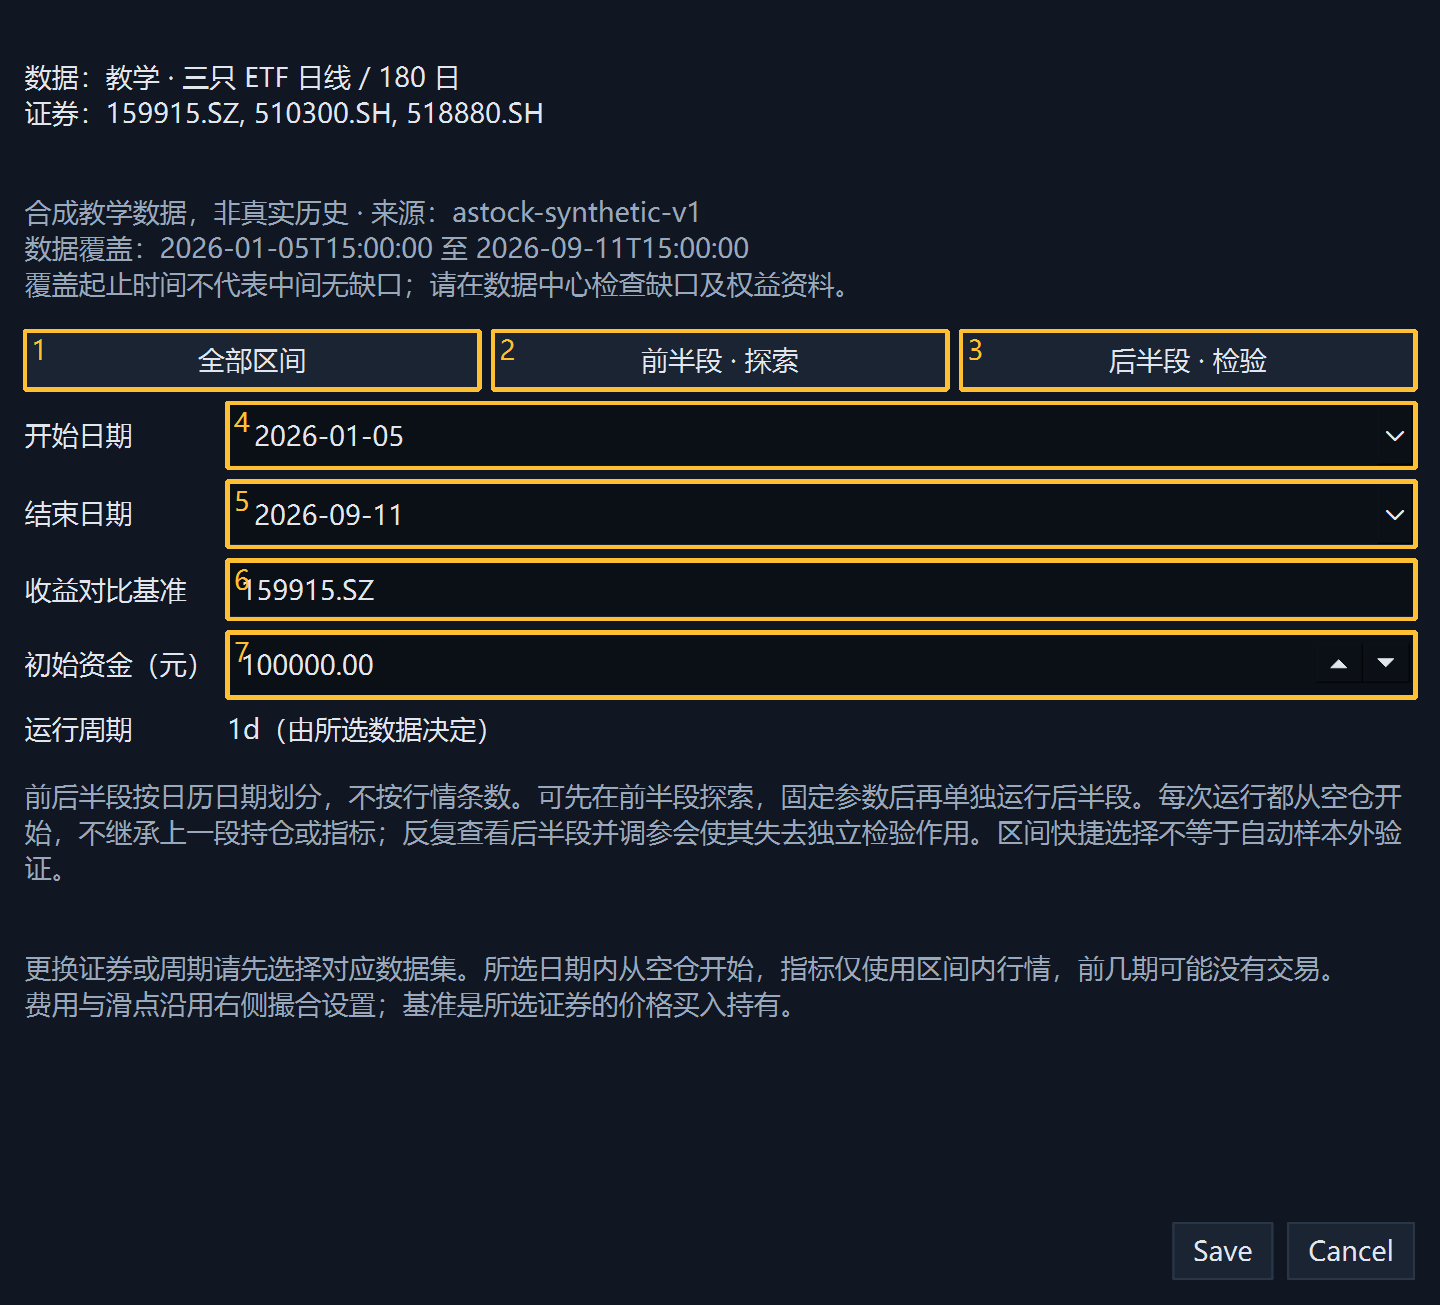 数据：教学 · 三只 ETF 日线 / 180 日
证券：159915.SZ, 510300.SH, 518880.SH
合成教学数据，非真实历史 · 来源：astock-synthetic-v1
数据覆盖：2026-01-05T15:00:00 至 2026-09-11T15:00:00
覆盖起止时间不代表中间无缺口；请在数据中心检查缺口及权益资料。
1 全部区间 2 前半段 · 探索 3 后半段 · 检验
开始日期 4 2026-01-05
结束日期 5 2026-09-11
收益对比基准 6 159915.SZ
初始资金（元） 7 100000.00
运行周期 1d（由所选数据决定）
前后半段按日历日期划分，不按行情条数。可先在前半段探索，固定参数后再单独运行后半段。每次运行都从空仓开
始，不继承上一段持仓或指标；反复查看后半段并调参会使其失去独立检验作用。区间快捷选择不等于自动样本外验
证。
更换证券或周期请先选择对应数据集。所选日期内从空仓开始，指标仅使用区间内行情，前几期可能没有交易。
费用与滑点沿用右侧撮合设置；基准是所选证券的价格买入持有。
Save Cancel